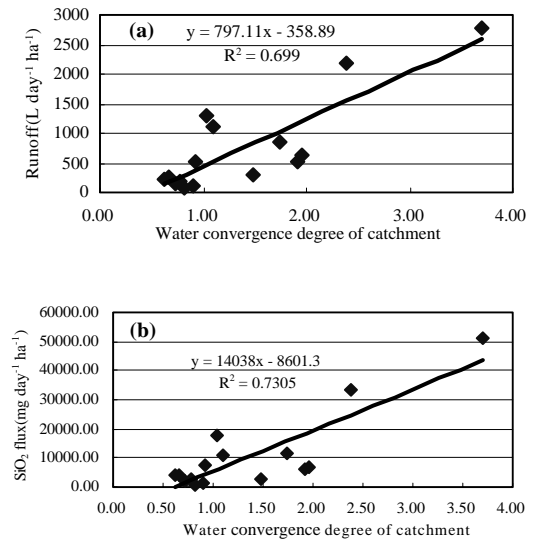 3000
2500
2000
1500
1000
500
0
Runoff(L day⁻¹ ha⁻¹)
(a)
y = 797.11x - 358.89
R² = 0.699
0.00 1.00 2.00 3.00 4.00
Water convergence degree of catchment
60000.00
50000.00
40000.00
30000.00
20000.00
10000.00
0.00
SiO₂ flux(mg day⁻¹ ha⁻¹)
(b)
y = 14038x - 8601.3
R² = 0.7305
0.00 0.50 1.00 1.50 2.00 2.50 3.00 3.50 4.00
Water convergence degree of catchment